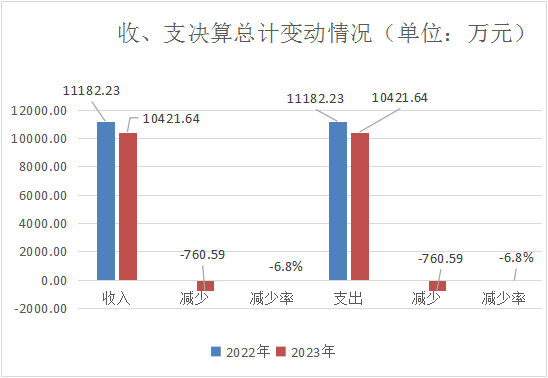 收、支决算总计变动情况（单位：万元）
11182.23
10421.64
11182.23
10421.64
12000.00
10000.00
8000.00
6000.00
4000.00
2000.00
0.00
-2000.00
-760.59
-6.8%
-760.59
-6.8%
收入
减少
减少率
支出
减少
减少率
2022年
2023年